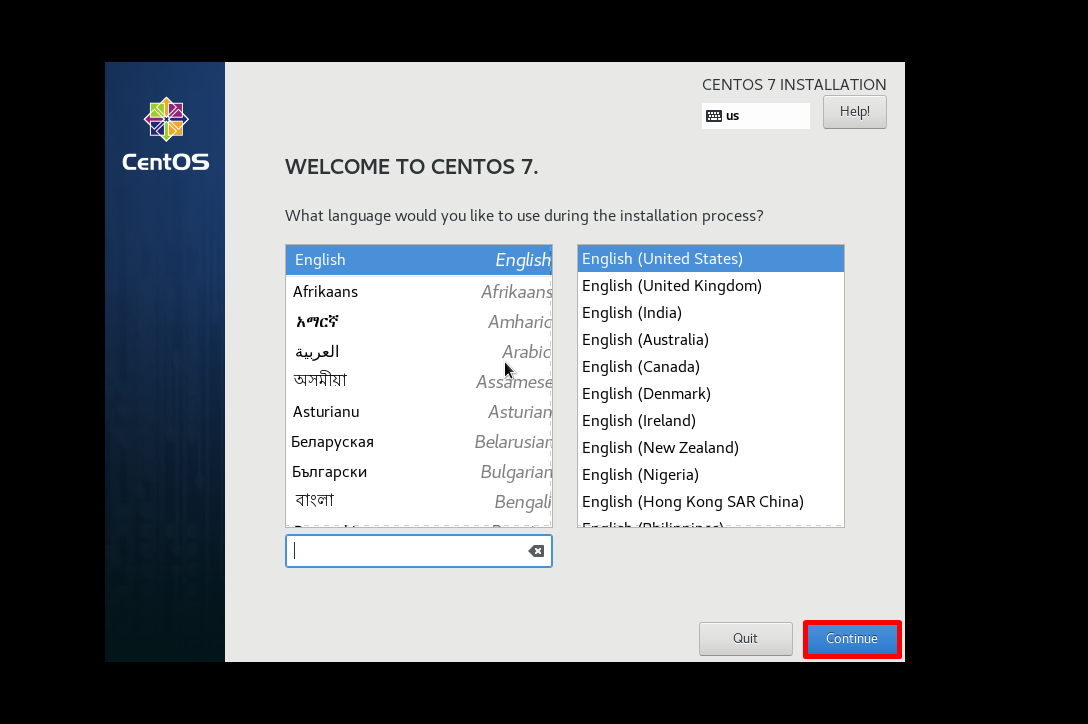 CentOS
CENTOS 7 INSTALLATION
us
Help!
WELCOME TO CENTOS 7.
What language would you like to use during the installation process?
English English
Afrikaans Afrikaans
አማርኛ Amharic
العربية Arabic
অসমীয়া Assamese
Asturianu Asturian
Беларуская Belarusian
Български Bulgarian
বাংলা Bengali
English (United States)
English (United Kingdom)
English (India)
English (Australia)
English (Canada)
English (Denmark)
English (Ireland)
English (New Zealand)
English (Nigeria)
English (Hong Kong SAR China)
English (Philippines)
Quit
Continue